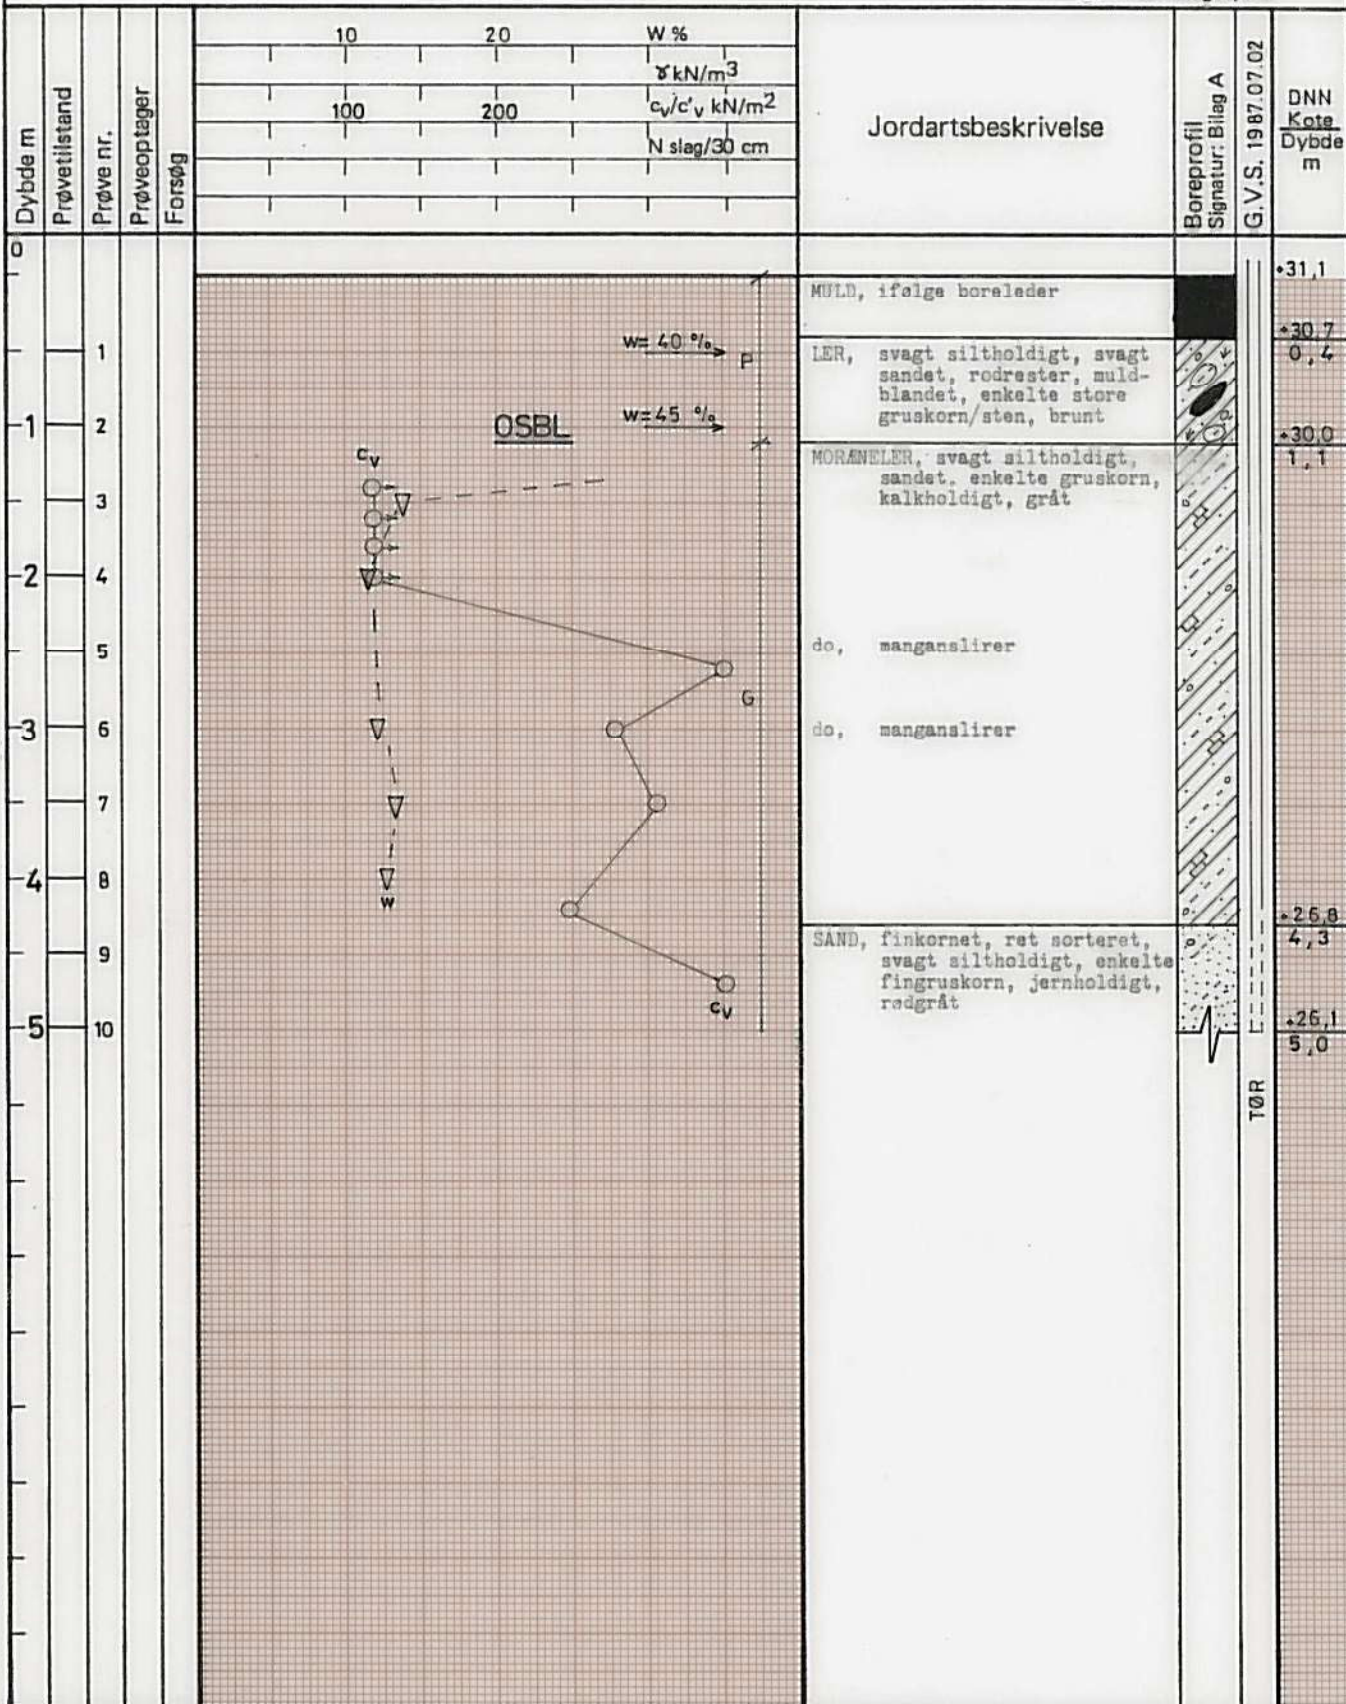 10 20 W %
γ kN/m3
100 200 cv/c'v kN/m2
N slag/30 cm
Dybde m
Prøvetilstand
Prøve nr.
Prøveoptager
Forsøg
Jordartsbeskrivelse
Boreprofil
Signatur: Bilag A
G.V.S. 1987.07.02
DNN
Kote
Dybde
m
0
+31,1
MULD, ifølge boreleder
+30,7
0,4
1
w= 40 %
P
LER, svagt siltholdigt, svagt
sandet, rodrester, muld-
blandet, enkelte store
gruskorn/sten, brunt
1 2
OSBL
w=45 %
+30,0
1,1
cv
MORÆNELER, svagt siltholdigt,
sandet, enkelte gruskorn,
kalkholdigt, gråt
3
2 4
5
do, manganslirer
G
3 6
do, manganslirer
7
4 8
w
+26,8
4,3
SAND, finkornet, ret sorteret,
svagt siltholdigt, enkelte
fingruskorn, jernholdigt,
rødgråt
9
cv
5 10
+26,1
5,0
TØR